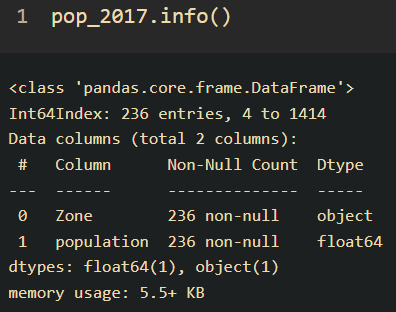 1 pop_2017.info()
<class 'pandas.core.frame.DataFrame'>
Int64Index: 236 entries, 4 to 1414
Data columns (total 2 columns):
 #   Column      Non-Null Count  Dtype
---  ------      --------------  -----
 0   Zone        236 non-null    object
 1   population  236 non-null    float64
dtypes: float64(1), object(1)
memory usage: 5.5+ KB